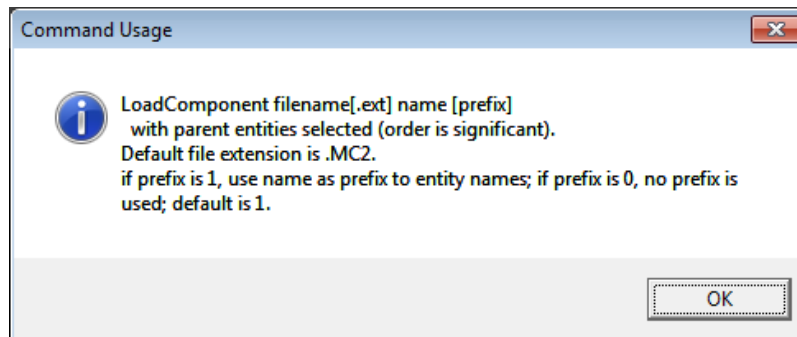 Command Usage
LoadComponent filename[.ext] name [prefix]
with parent entities selected (order is significant).
Default file extension is .MC2.
if prefix is 1, use name as prefix to entity names; if prefix is 0, no prefix is
used; default is 1.
OK